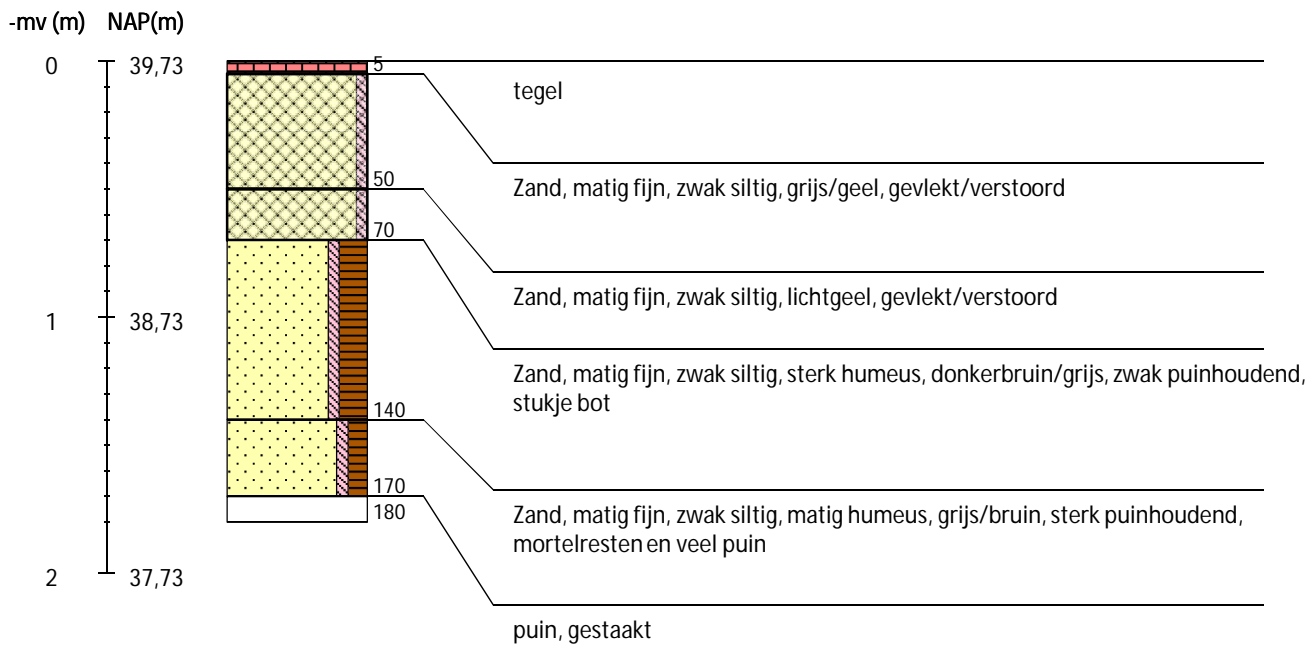 -mv (m) NAP(m)
0 39,73
5
tegel
50
Zand, matig fijn, zwak siltig, grijs/geel, gevlekt/verstoord
70
Zand, matig fijn, zwak siltig, lichtgeel, gevlekt/verstoord
1 38,73
Zand, matig fijn, zwak siltig, sterk humeus, donkerbruin/grijs, zwak puinhoudend,
stukje bot
140
170
180
Zand, matig fijn, zwak siltig, matig humeus, grijs/bruin, sterk puinhoudend,
mortelresten en veel puin
2 37,73
puin, gestaakt